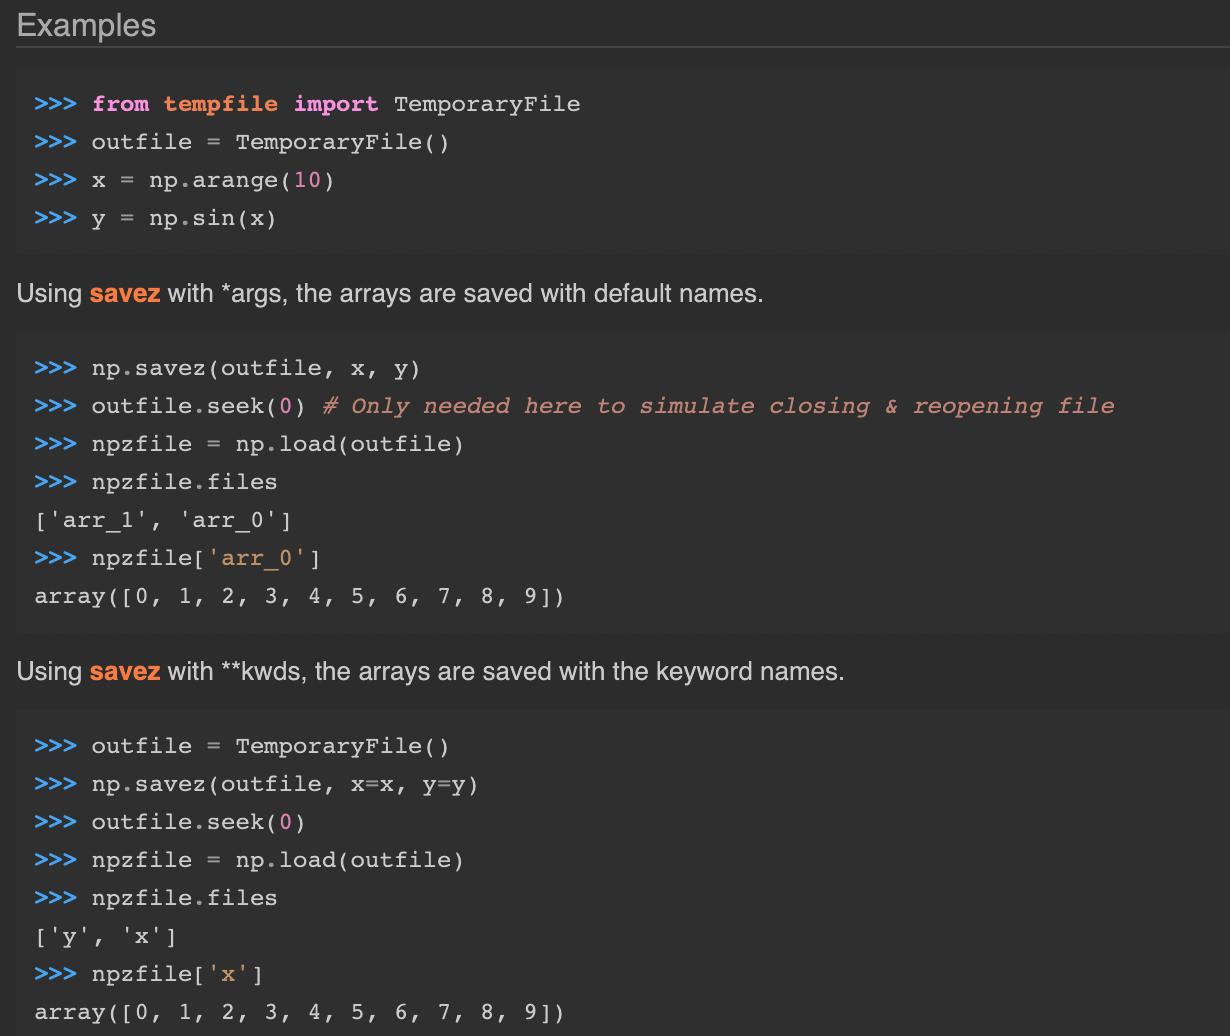 Examples
>>> from tempfile import TemporaryFile
>>> outfile = TemporaryFile()
>>> x = np.arange(10)
>>> y = np.sin(x)
Using savez with *args, the arrays are saved with default names.
>>> np.savez(outfile, x, y)
>>> outfile.seek(0) # Only needed here to simulate closing & reopening file
>>> npzfile = np.load(outfile)
>>> npzfile.files
['arr_1', 'arr_0']
>>> npzfile['arr_0']
array([0, 1, 2, 3, 4, 5, 6, 7, 8, 9])
Using savez with **kwds, the arrays are saved with the keyword names.
>>> outfile = TemporaryFile()
>>> np.savez(outfile, x=x, y=y)
>>> outfile.seek(0)
>>> npzfile = np.load(outfile)
>>> npzfile.files
['y', 'x']
>>> npzfile['x']
array([0, 1, 2, 3, 4, 5, 6, 7, 8, 9])